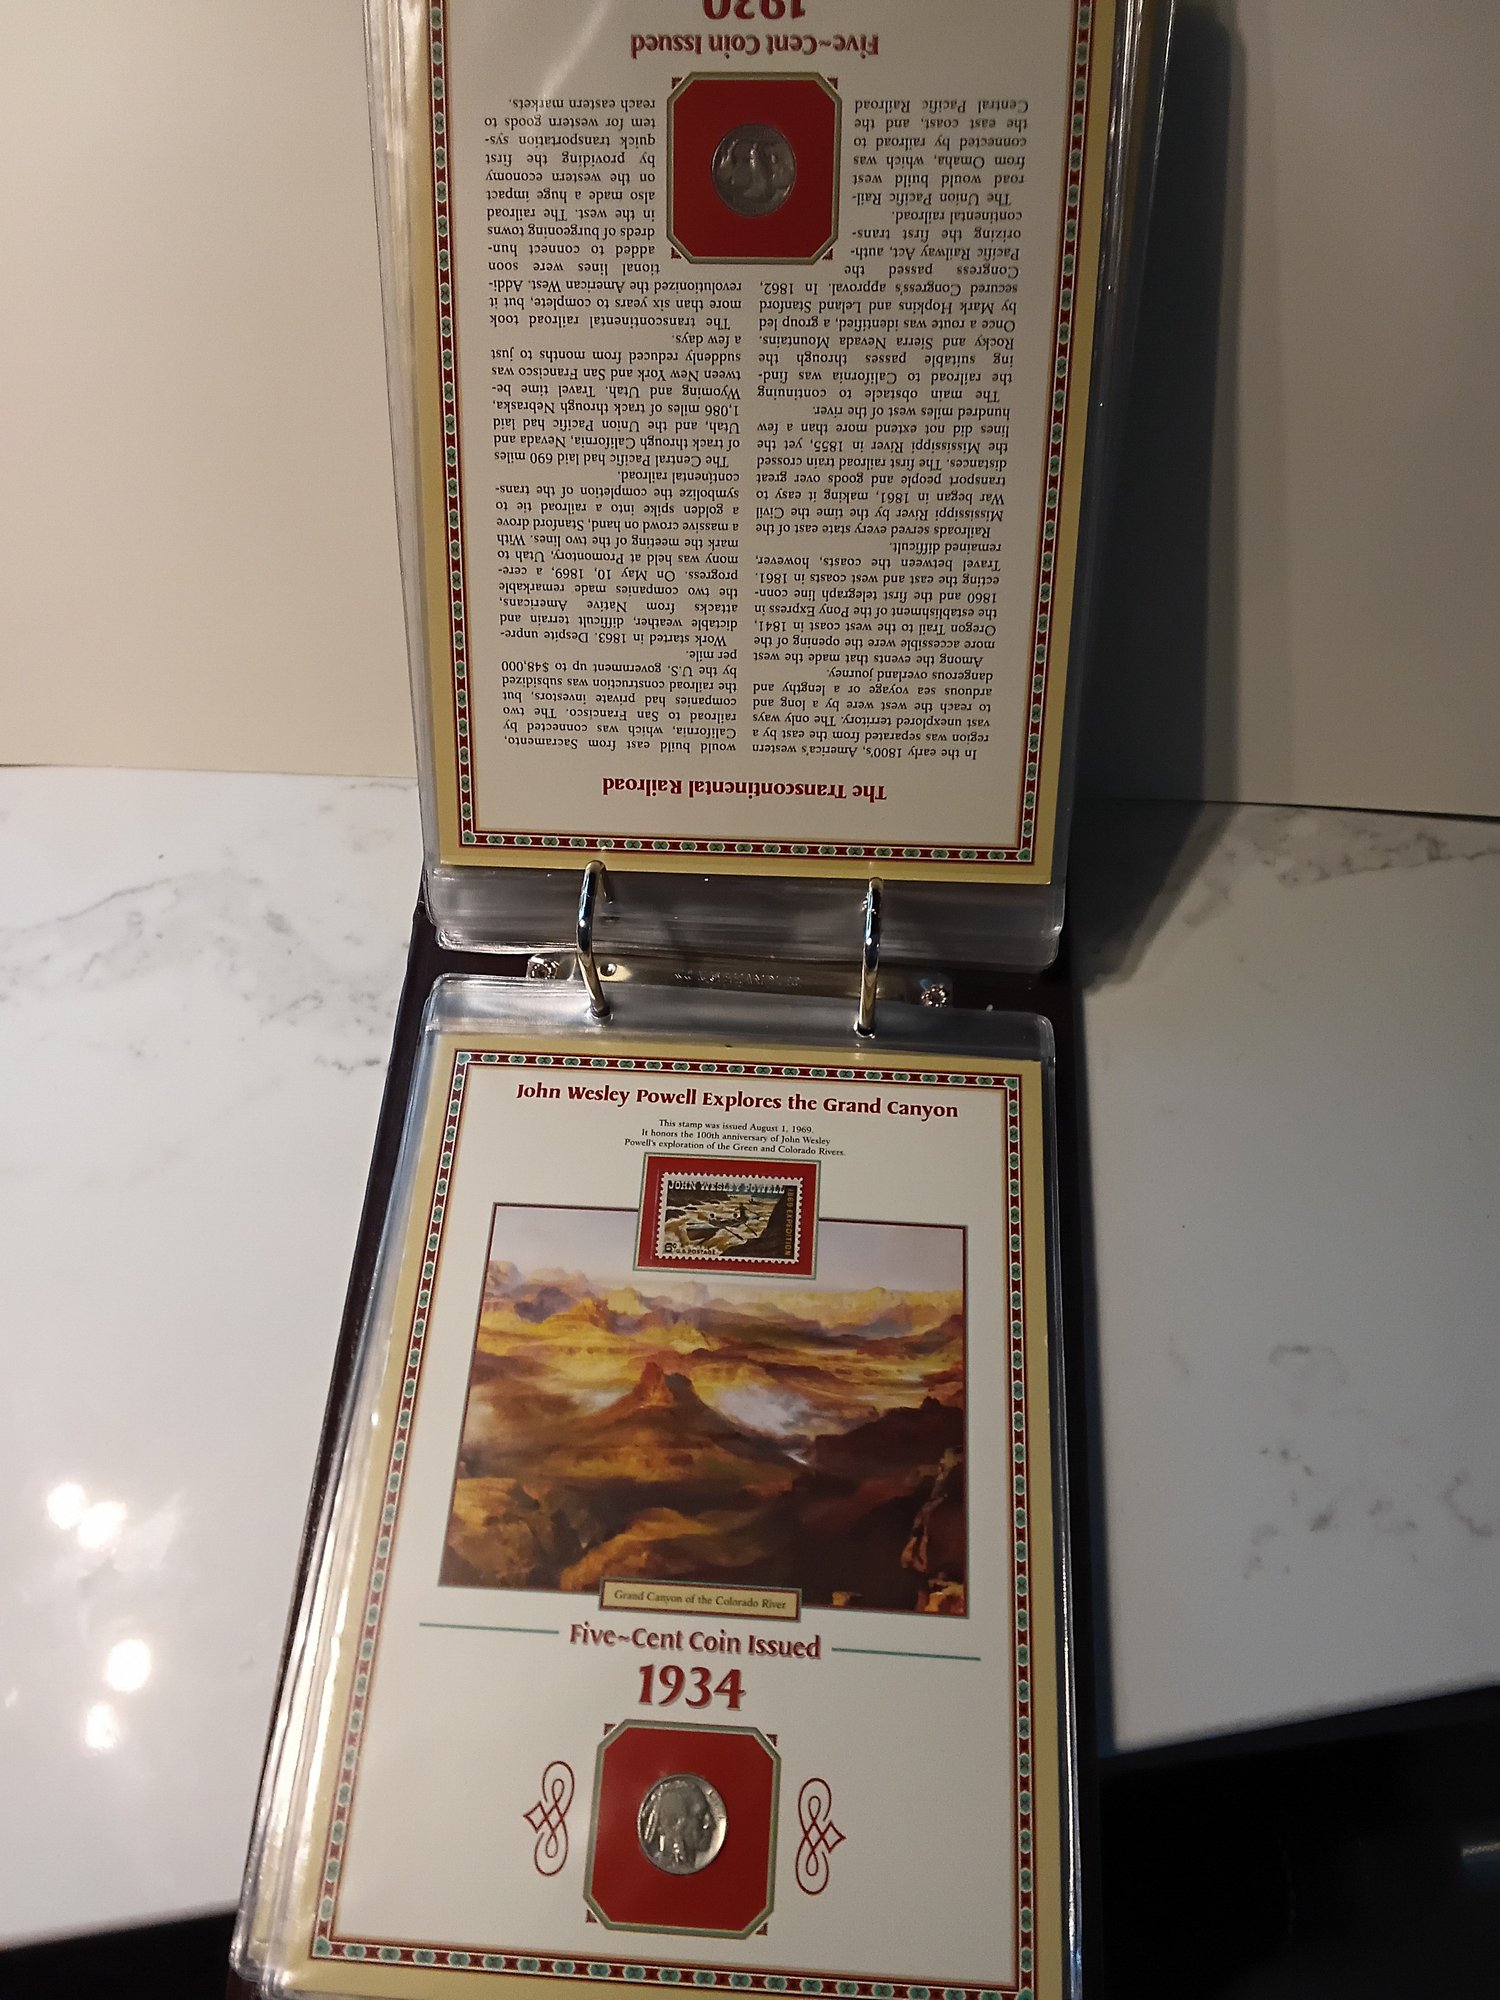 The Transcontinental Railroad
In the early 1800's, America's western
region was separated from the east by a
vast unexplored territory. The only ways
to reach the west were by a long and
arduous sea voyage or a lengthy and
dangerous overland journey.
Among the events that made the west
more accessible were the opening of the
Oregon Trail to the west coast in 1841,
the establishment of the Pony Express in
1860 and the first telegraph line conn-
ecting the east and west coasts in 1861.
Travel between the coasts, however,
remained difficult.
Railroads served every state east of the
Mississippi River by the time the Civil
War began in 1861, making it easy to
transport people and goods over great
distances. The first railroad train crossed
the Mississippi River in 1855, yet the
lines did not extend more than a few
hundred miles west of the river.
The main obstacle to continuing
the railroad to California was find-
ing suitable passes through the
Rocky and Sierra Nevada Mountains.
Once a route was identified, a group led
by Mark Hopkins and Leland Stanford
secured Congress's approval. In 1862,
Congress passed the
Pacific Railway Act, auth-
orizing the first trans-
continental railroad.
The Union Pacific Rail-
road would build west
from Omaha, which was
connected by railroad to
the east coast, and the
Central Pacific Railroad
would build east from Sacramento,
California, which was connected by
railroad to San Francisco. The two
companies had private investors, but
the railroad construction was subsidized
by the U.S. government up to $48,000
per mile.
Work started in 1863. Despite unpre-
dictable weather, difficult terrain and
attacks from Native Americans,
the two companies made remarkable
progress. On May 10, 1869, a cere-
mony was held at Promontory, Utah to
mark the meeting of the two lines. With
a massive crowd on hand, Stanford drove
a golden spike into a railroad tie to
symbolize the completion of the trans-
continental railroad.
The Central Pacific had laid 690 miles
of track through California, Nevada and
Utah, and the Union Pacific had laid
1,086 miles of track through Nebraska,
Wyoming and Utah. Travel time be-
tween New York and San Francisco was
suddenly reduced from months to just
a few days.
The transcontinental railroad took
more than six years to complete, but it
revolutionized the American West. Addi-
tional lines were soon
added to connect hun-
dreds of burgeoning towns
in the west. The railroad
also made a huge impact
on the western economy
by providing the first
quick transportation sys-
tem for western goods to
reach eastern markets.
Five~Cent Coin Issued
John Wesley Powell Explores the Grand Canyon
This stamp was issued August 1, 1969.
It honors the 100th anniversary of John Wesley
Powell's exploration of the Green and Colorado Rivers.
JOHN WESLEY POWELL
1869 EXPEDITION
6c U.S. POSTAGE
Grand Canyon of the Colorado River
Five~Cent Coin Issued
1934